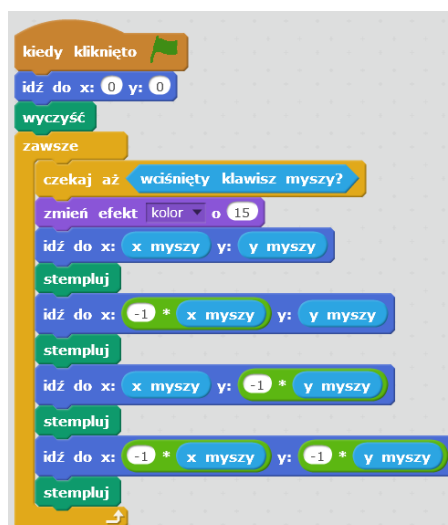 kiedy kliknięto
idź do x: 0 y: 0
wyczyść
zawsze
czekaj aż wciśnięty klawisz myszy?
zmień efekt kolor o 15
idź do x: x myszy y: y myszy
stempluj
idź do x: -1 * x myszy y: y myszy
stempluj
idź do x: x myszy y: -1 * y myszy
stempluj
idź do x: -1 * x myszy y: -1 * y myszy
stempluj